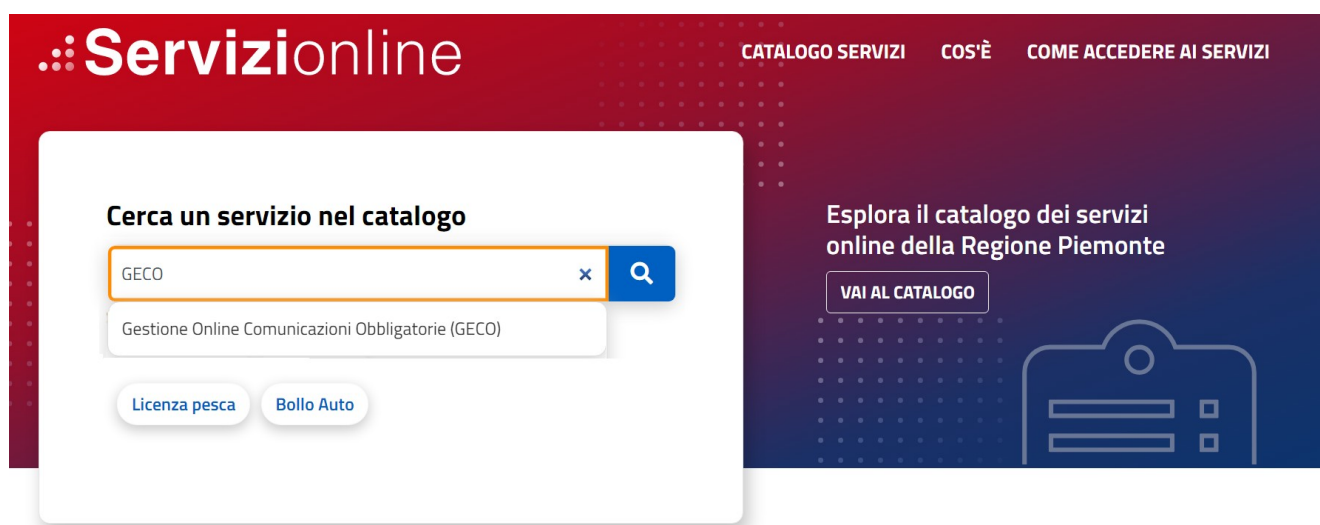 Servizionline
CATALOGO SERVIZI COS'È COME ACCEDERE AI SERVIZI
Cerca un servizio nel catalogo
GECO
Gestione Online Comunicazioni Obbligatorie (GECO)
Licenza pesca Bollo Auto
Esplora il catalogo dei servizi
online della Regione Piemonte
VAI AL CATALOGO